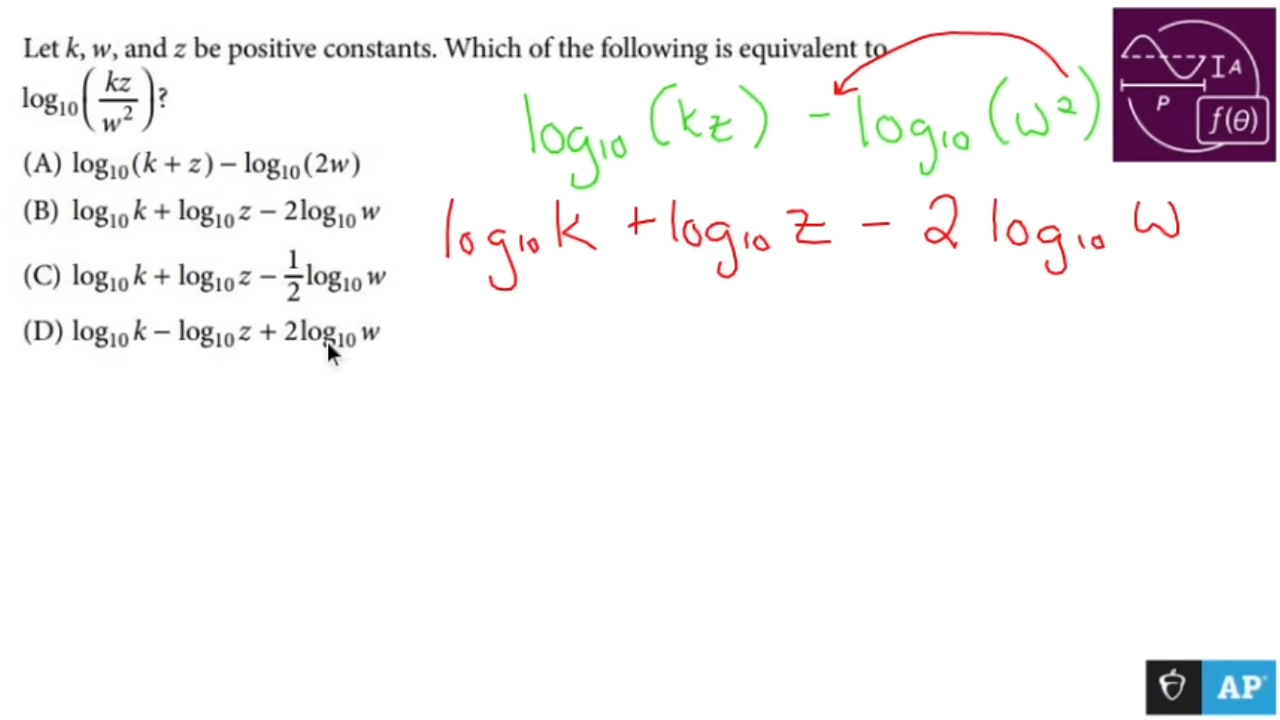 Let k, w, and z be positive constants. Which of the following is equivalent to
log₁₀(kz/w²)?
log₁₀ (kz) - log₁₀ (w²)
(A) log₁₀(k + z) – log₁₀(2w)
(B) log₁₀ k + log₁₀ z – 2log₁₀ w
log₁₀ k + log₁₀ z - 2 log₁₀ w
(C) log₁₀ k + log₁₀ z – 1/2 log₁₀ w
(D) log₁₀ k – log₁₀ z + 2log₁₀ w
A
P
f(θ)
AP